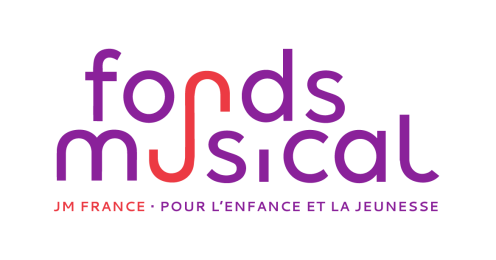 fonds
musical
JM FRANCE · POUR L'ENFANCE ET LA JEUNESSE